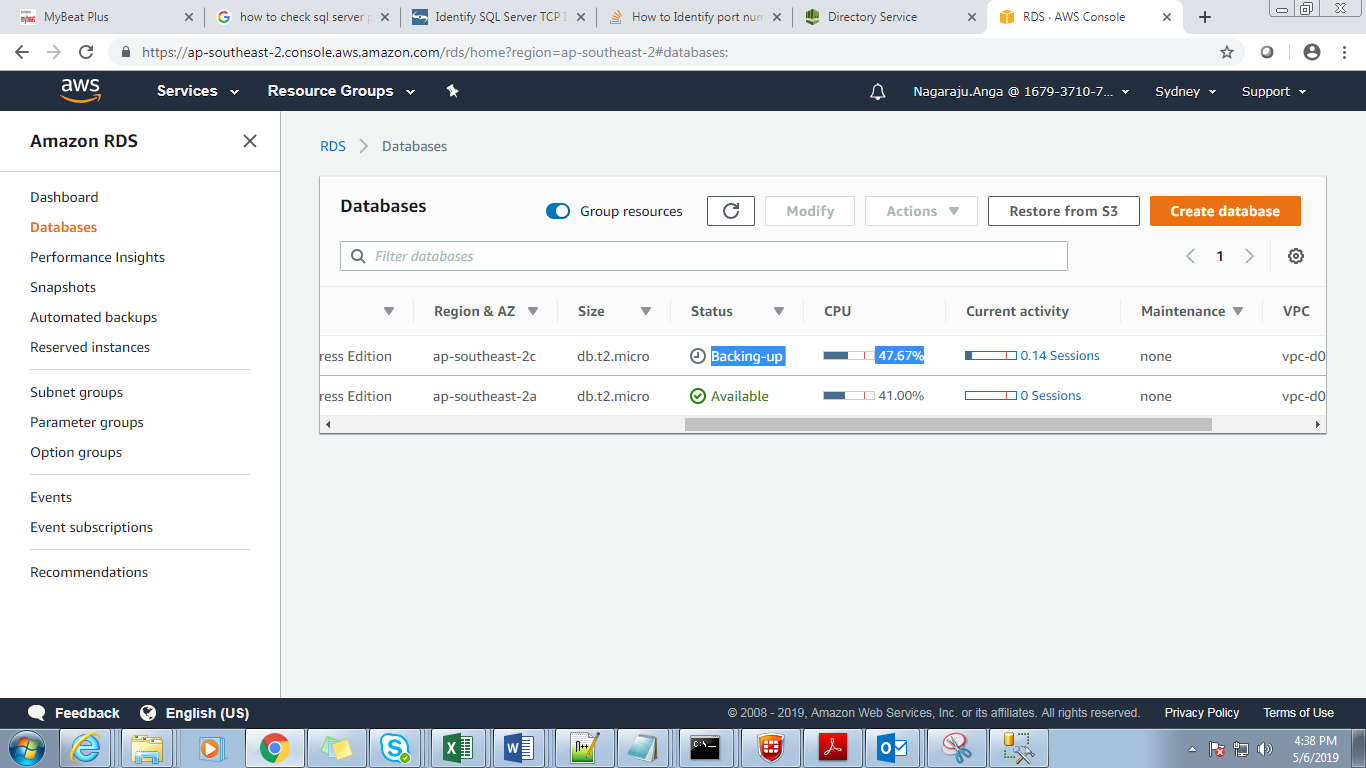 MyBeat Plus
how to check sql server p
Identify SQL Server TCP I
How to Identify port num
Directory Service
RDS · AWS Console
https://ap-southeast-2.console.aws.amazon.com/rds/home?region=ap-southeast-2#databases:
aws Services Resource Groups Nagaraju.Anga @ 1679-3710-7... Sydney Support
Amazon RDS
Dashboard
Databases
Performance Insights
Snapshots
Automated backups
Reserved instances
Subnet groups
Parameter groups
Option groups
Events
Event subscriptions
Recommendations
RDS Databases
Databases Group resources Modify Actions Restore from S3 Create database
Filter databases 1
Region & AZ Size Status CPU Current activity Maintenance VPC
ress Edition ap-southeast-2c db.t2.micro Backing-up 47.67% 0.14 Sessions none vpc-d0
ress Edition ap-southeast-2a db.t2.micro Available 41.00% 0 Sessions none vpc-d0
Feedback English (US) © 2008 - 2019, Amazon Web Services, Inc. or its affiliates. All rights reserved. Privacy Policy Terms of Use
4:38 PM
5/6/2019